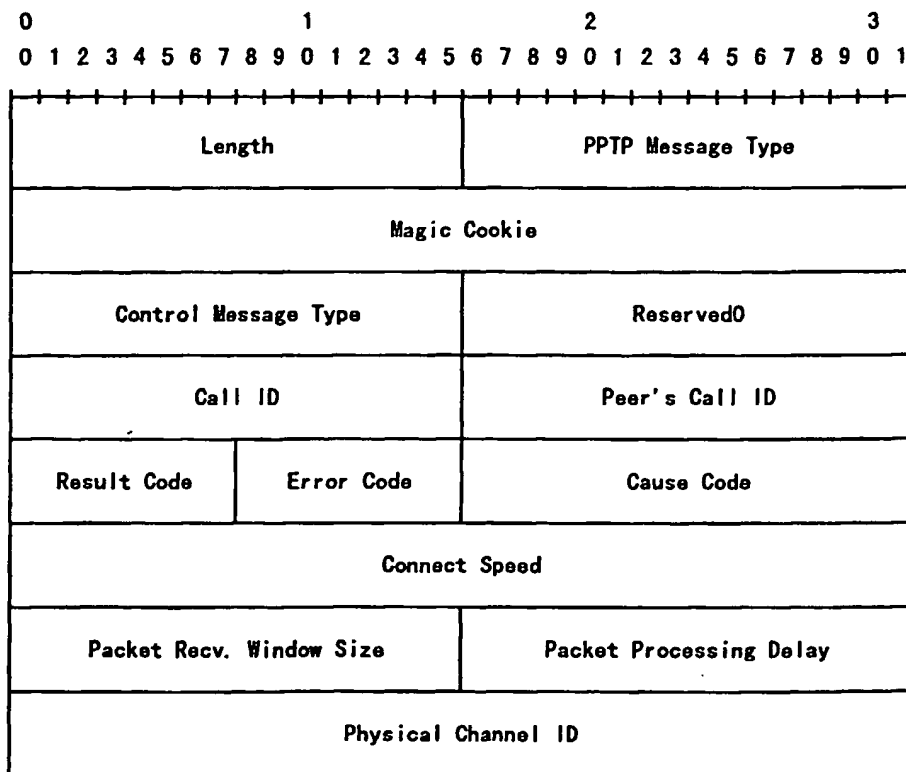 0 1 2 3
0 1 2 3 4 5 6 7 8 9 0 1 2 3 4 5 6 7 8 9 0 1 2 3 4 5 6 7 8 9 0 1
Length PPTP Message Type
Magic Cookie
Control Message Type Reserved0
Call ID Peer's Call ID
Result Code Error Code Cause Code
Connect Speed
Packet Recv. Window Size Packet Processing Delay
Physical Channel ID